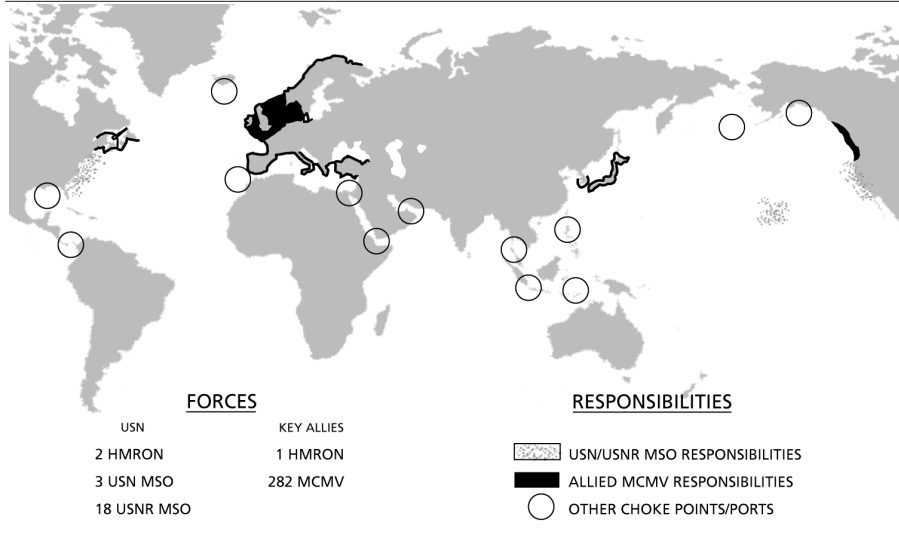 FORCES
USN
KEY ALLIES
2 HMRON
1 HMRON
3 USN MSO
282 MCMV
18 USNR MSO
RESPONSIBILITIES
USN/USNR MSO RESPONSIBILITIES
ALLIED MCMV RESPONSIBILITIES
OTHER CHOKE POINTS/PORTS